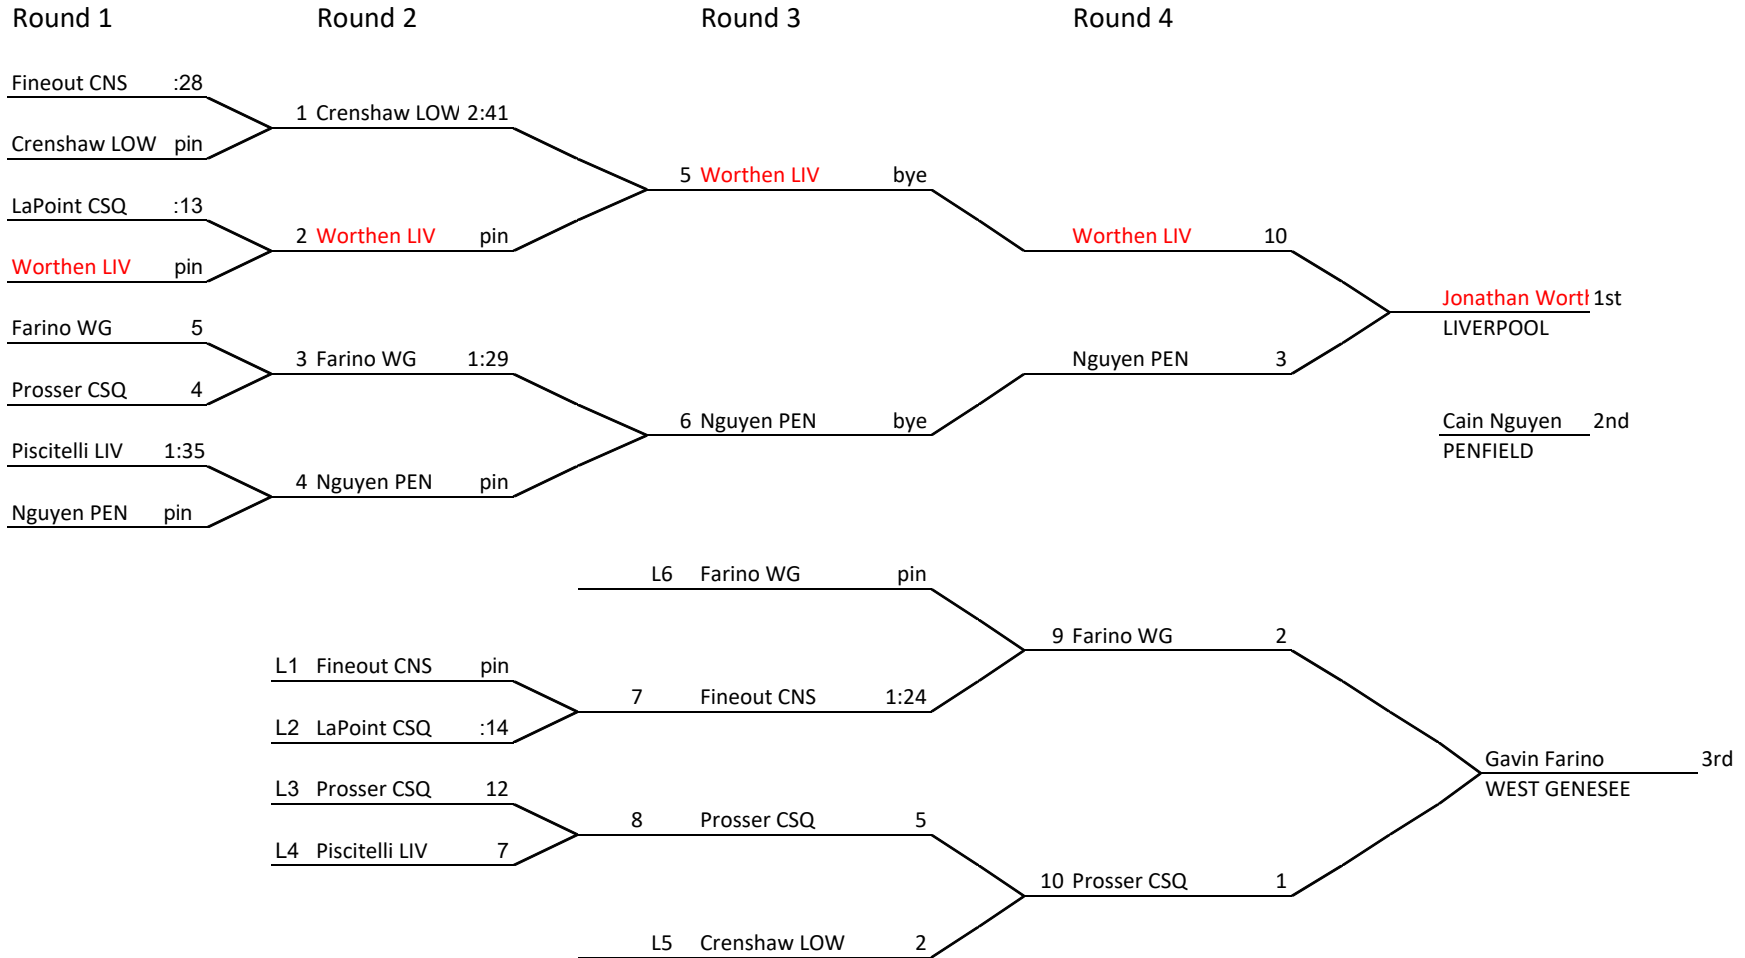 Round 1 Round 2 Round 3 Round 4
Fineout CNS :28
1 Crenshaw LOW 2:41
Crenshaw LOW pin
5 Worthen LIV bye
LaPoint CSQ :13
2 Worthen LIV pin
Worthen LIV 10
Worthen LIV pin
Jonathan Wort 1st
Farino WG 5
LIVERPOOL
3 Farino WG 1:29
Nguyen PEN 3
Prosser CSQ 4
6 Nguyen PEN bye
Cain Nguyen 2nd
Piscitelli LIV 1:35
PENFIELD
4 Nguyen PEN pin
Nguyen PEN pin
L6 Farino WG pin
9 Farino WG 2
L1 Fineout CNS pin
7 Fineout CNS 1:24
L2 LaPoint CSQ :14
Gavin Farino 3rd
L3 Prosser CSQ 12
WEST GENESEE
8 Prosser CSQ 5
L4 Piscitelli LIV 7
10 Prosser CSQ 1
L5 Crenshaw LOW 2